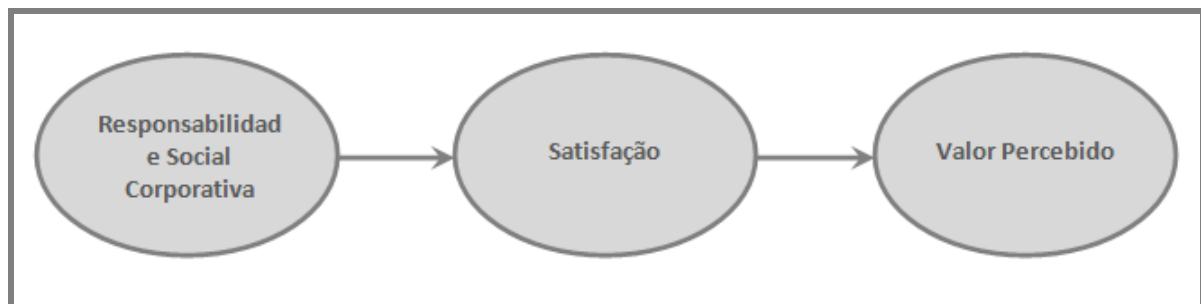 Responsabilidad
e Social
Corporativa
Satisfação
Valor Percebido